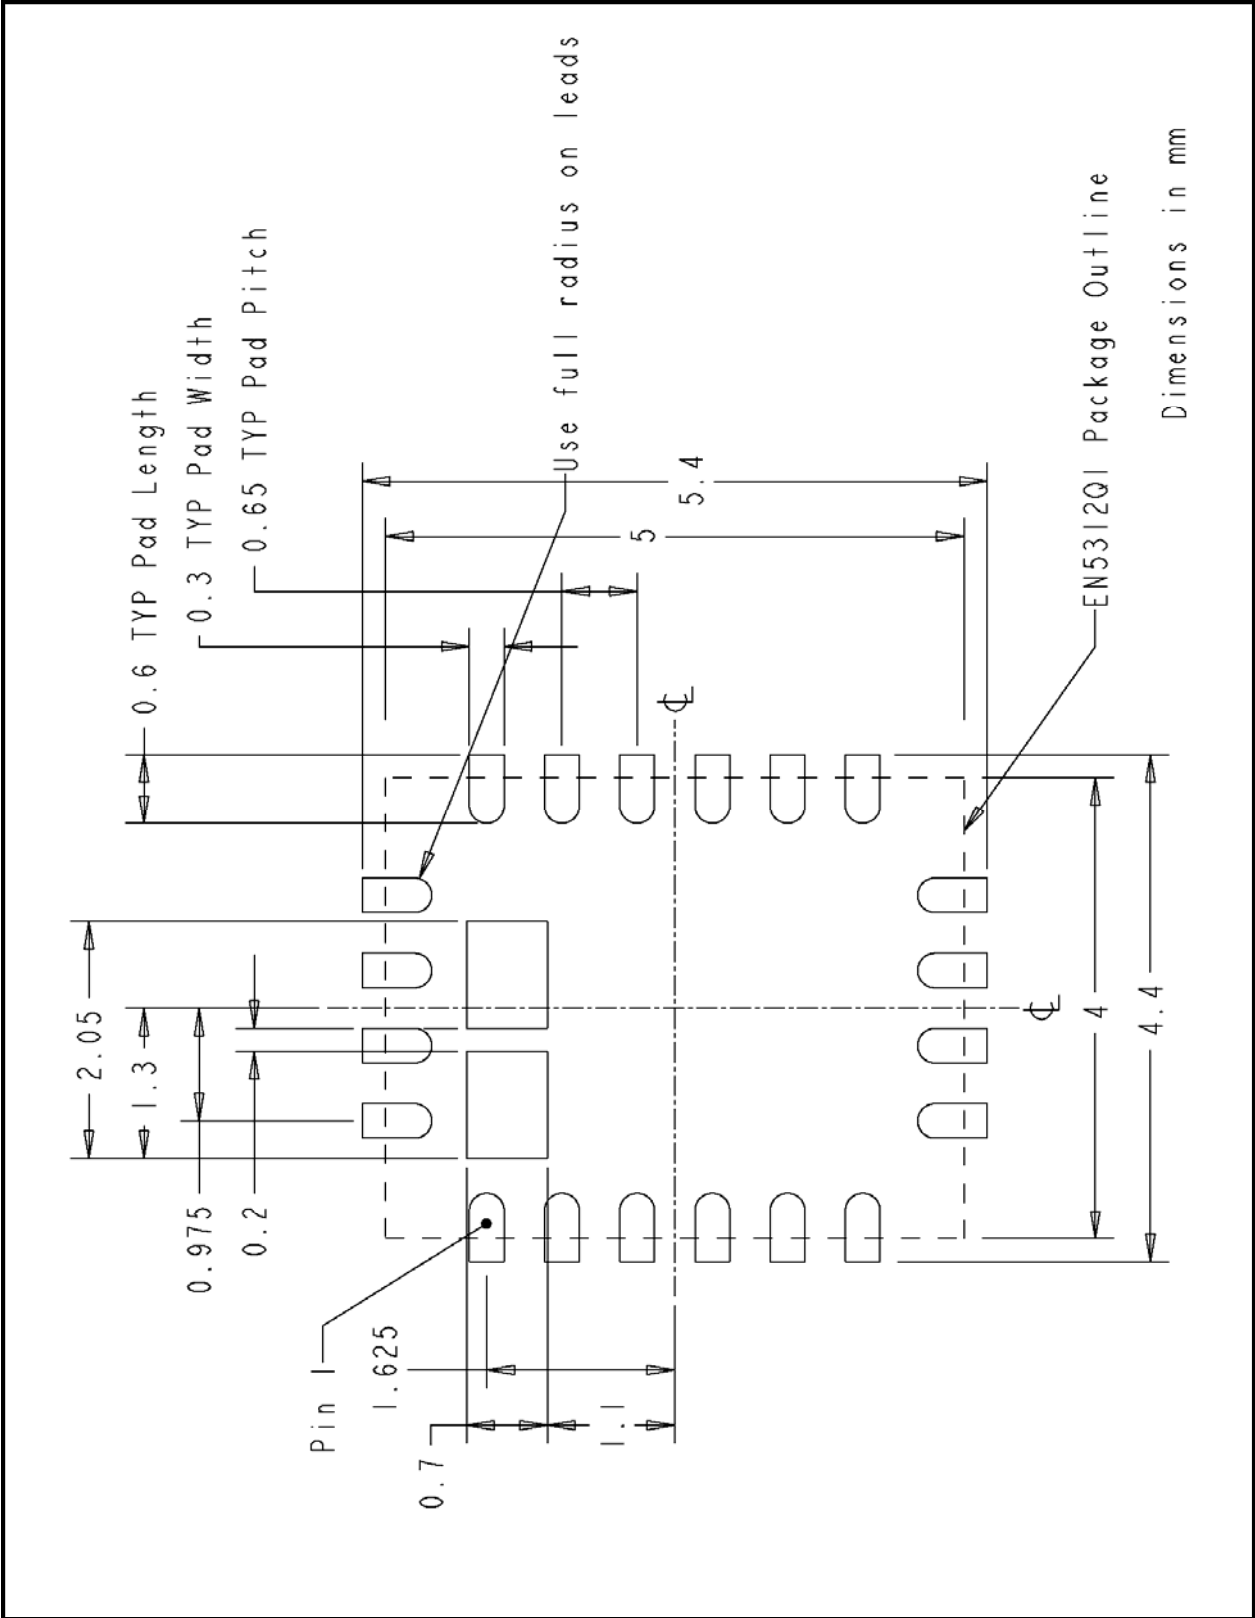 0.6 TYP Pad Length
0.3 TYP Pad Width
0.65 TYP Pad Pitch
Use full radius on leads
2.05
1.3
0.975
0.2
5
5.4
Pin 1
1.625
0.7
1.1
4
4.4
EN5312QI Package Outline
Dimensions in mm